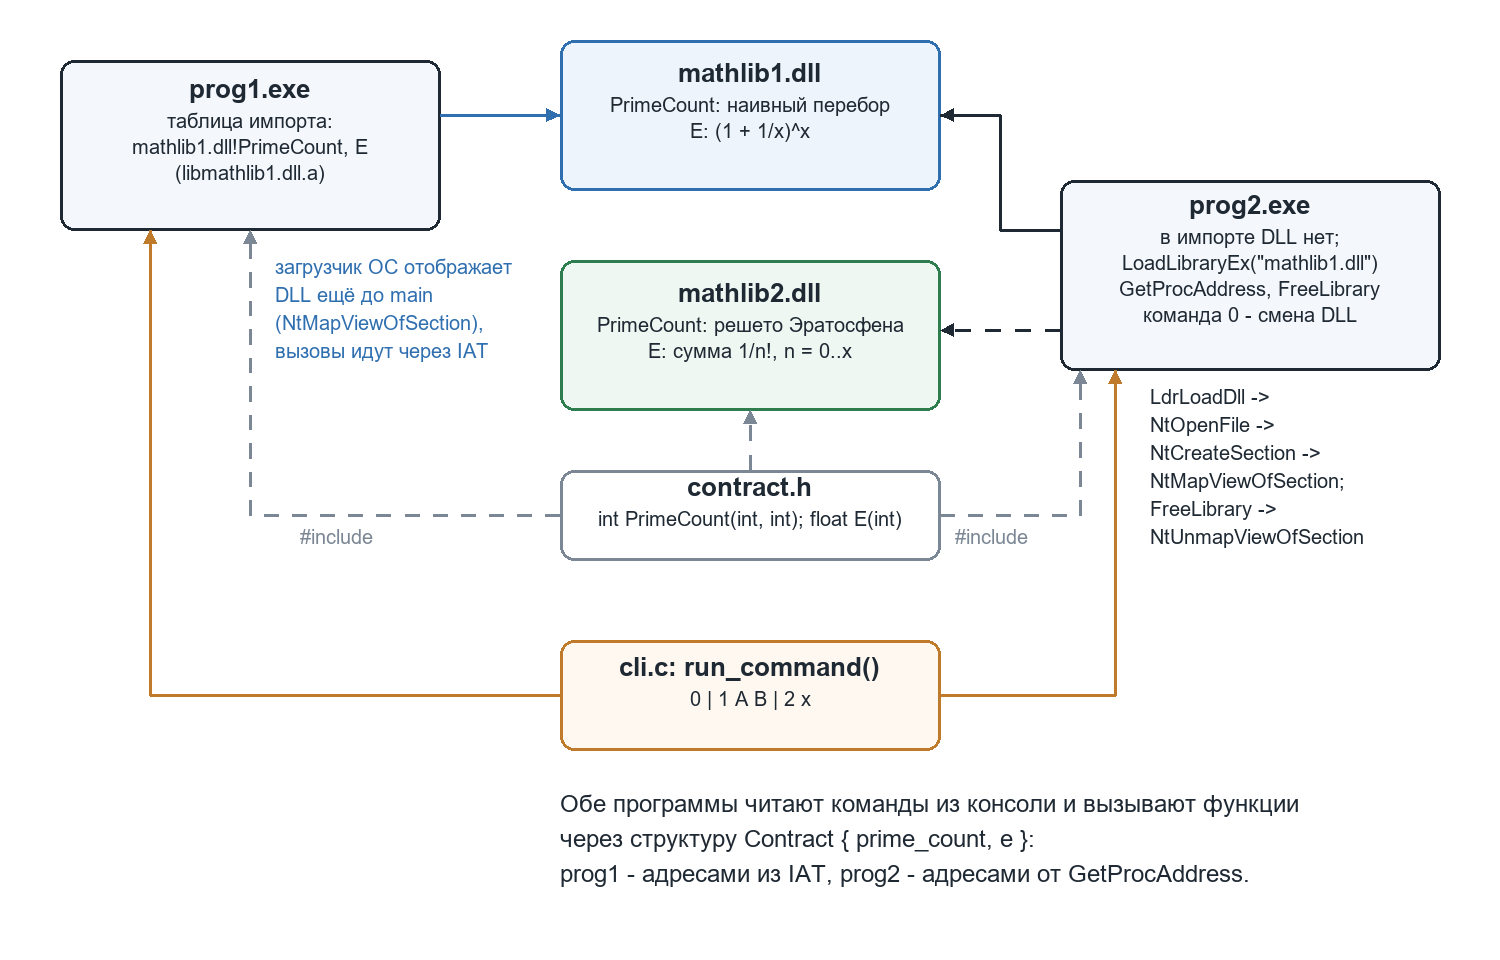 prog1.exe
таблица импорта:
mathlib1.dll!PrimeCount, E
(libmathlib1.dll.a)
mathlib1.dll
PrimeCount: наивный перебор
E: (1 + 1/x)^x
prog2.exe
в импорте DLL нет;
LoadLibraryEx("mathlib1.dll")
GetProcAddress, FreeLibrary
команда 0 - смена DLL
загрузчик ОС отображает
DLL ещё до main
(NtMapViewOfSection),
вызовы идут через IAT
mathlib2.dll
PrimeCount: решето Эратосфена
E: сумма 1/n!, n = 0..x
LdrLoadDll ->
NtOpenFile ->
NtCreateSection ->
NtMapViewOfSection;
FreeLibrary ->
NtUnmapViewOfSection
contract.h
int PrimeCount(int, int); float E(int)
#include
#include
cli.c: run_command()
0 | 1 A B | 2 x
Обе программы читают команды из консоли и вызывают функции
через структуру Contract { prime_count, e }:
prog1 - адресами из IAT, prog2 - адресами от GetProcAddress.